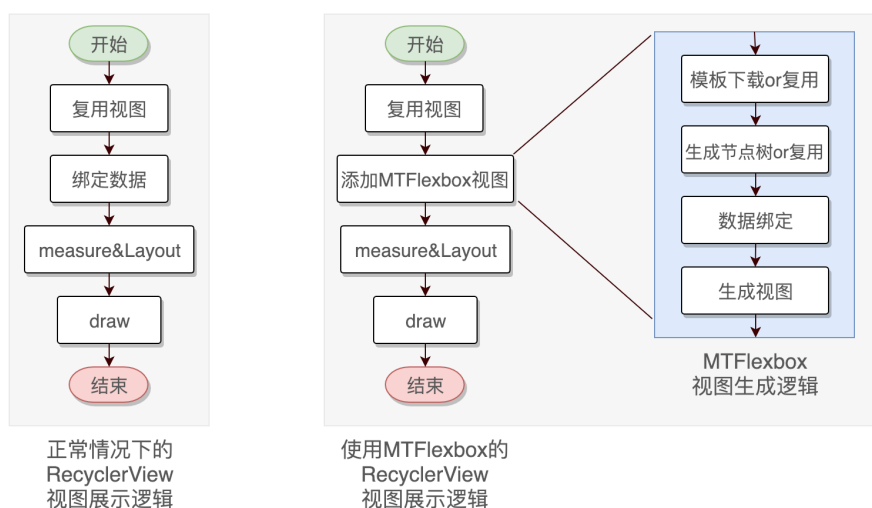 开始
复用视图
绑定数据
measure&Layout
draw
结束
正常情况下的
RecyclerView
视图展示逻辑
开始
复用视图
添加MTFlexbox视图
measure&Layout
draw
结束
使用MTFlexbox的
RecyclerView
视图展示逻辑
模板下载or复用
生成节点树or复用
数据绑定
生成视图
MTFlexbox
视图生成逻辑